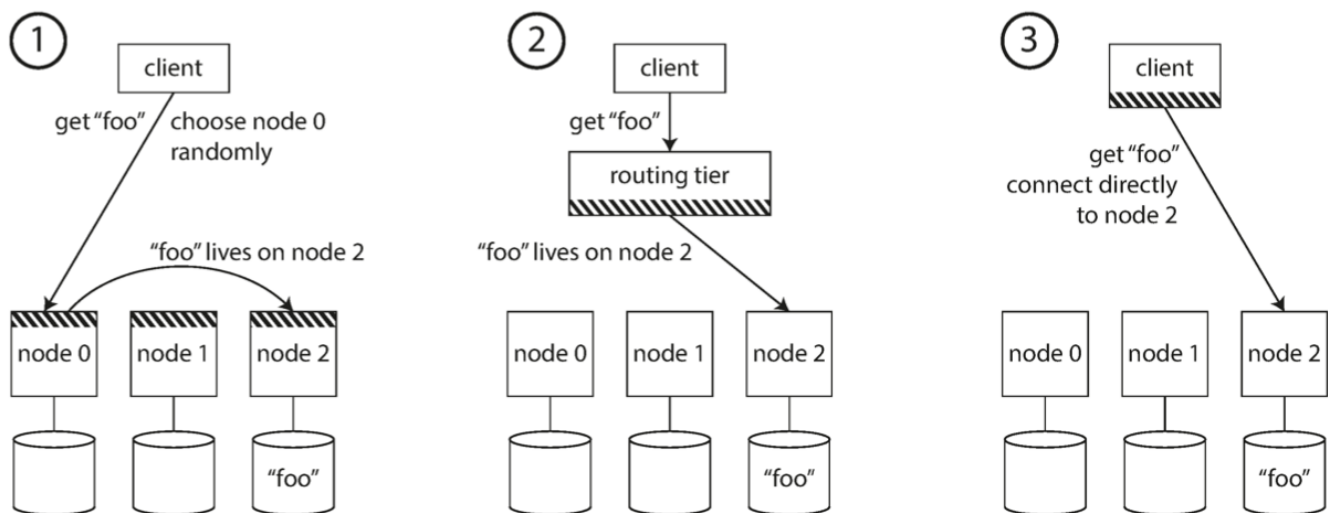 1
client
get “foo”
choose node 0
randomly
“foo” lives on node 2
node 0
node 1
node 2
“foo”
2
client
get “foo”
routing tier
“foo” lives on node 2
node 0
node 1
node 2
“foo”
3
client
get “foo”
connect directly
to node 2
node 0
node 1
node 2
“foo”